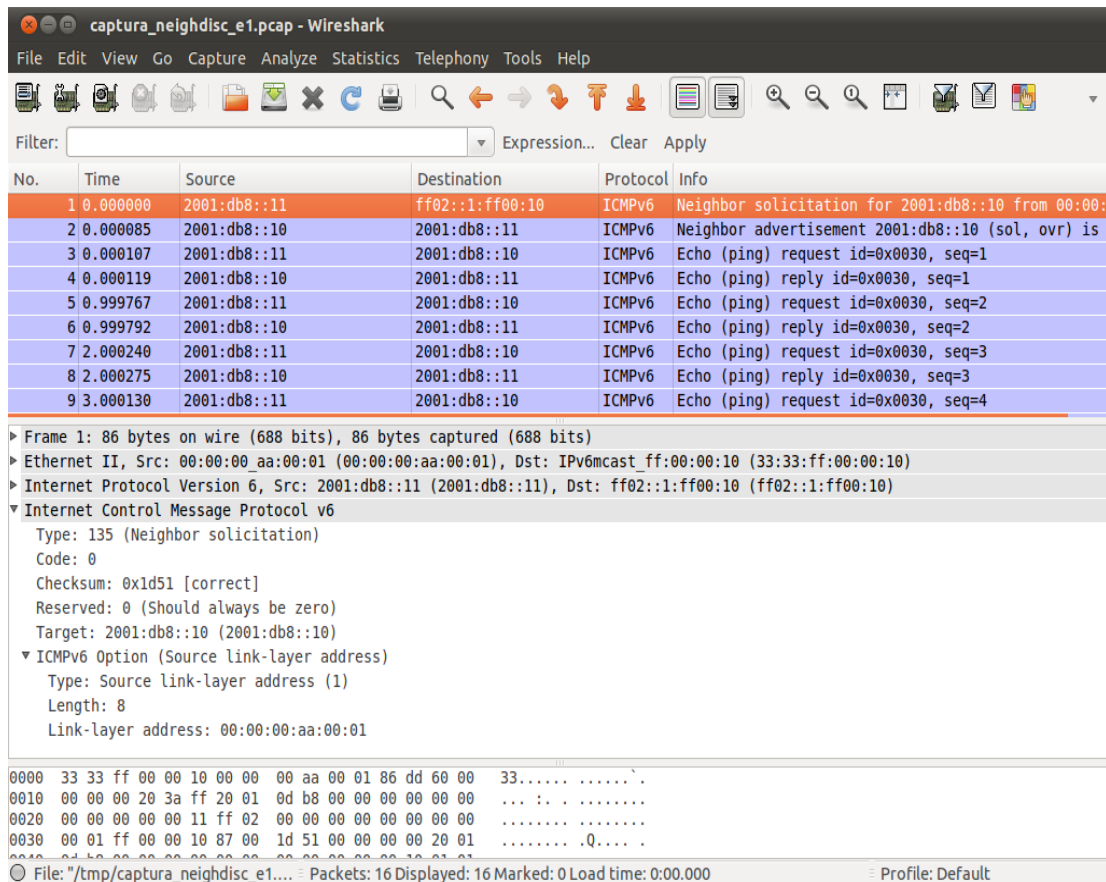 captura_neighdisc_e1.pcap - Wireshark
File Edit View Go Capture Analyze Statistics Telephony Tools Help
Filter: Expression... Clear Apply
No. Time Source Destination Protocol Info
1 0.000000 2001:db8::11 ff02::1:ff00:10 ICMPv6 Neighbor solicitation for 2001:db8::10 from 00:00:
2 0.000085 2001:db8::10 2001:db8::11 ICMPv6 Neighbor advertisement 2001:db8::10 (sol, ovr) is
3 0.000107 2001:db8::11 2001:db8::10 ICMPv6 Echo (ping) request id=0x0030, seq=1
4 0.000119 2001:db8::10 2001:db8::11 ICMPv6 Echo (ping) reply id=0x0030, seq=1
5 0.999767 2001:db8::11 2001:db8::10 ICMPv6 Echo (ping) request id=0x0030, seq=2
6 0.999792 2001:db8::10 2001:db8::11 ICMPv6 Echo (ping) reply id=0x0030, seq=2
7 2.000240 2001:db8::11 2001:db8::10 ICMPv6 Echo (ping) request id=0x0030, seq=3
8 2.000275 2001:db8::10 2001:db8::11 ICMPv6 Echo (ping) reply id=0x0030, seq=3
9 3.000130 2001:db8::11 2001:db8::10 ICMPv6 Echo (ping) request id=0x0030, seq=4
Frame 1: 86 bytes on wire (688 bits), 86 bytes captured (688 bits)
Ethernet II, Src: 00:00:00_aa:00:01 (00:00:00:aa:00:01), Dst: IPv6mcast_ff:00:00:10 (33:33:ff:00:00:10)
Internet Protocol Version 6, Src: 2001:db8::11 (2001:db8::11), Dst: ff02::1:ff00:10 (ff02::1:ff00:10)
Internet Control Message Protocol v6
Type: 135 (Neighbor solicitation)
Code: 0
Checksum: 0x1d51 [correct]
Reserved: 0 (Should always be zero)
Target: 2001:db8::10 (2001:db8::10)
ICMPv6 Option (Source link-layer address)
Type: Source link-layer address (1)
Length: 8
Link-layer address: 00:00:00:aa:00:01
0000 33 33 ff 00 00 10 00 00 00 aa 00 01 86 dd 60 00 33...... ......`.
0010 00 00 00 20 3a ff 20 01 0d b8 00 00 00 00 00 00 ... :. . ........
0020 00 00 00 00 00 11 ff 02 00 00 00 00 00 00 00 00 ........ ........
0030 00 01 ff 00 00 10 87 00 1d 51 00 00 00 00 20 01 ........ .Q.... .
File: "/tmp/captura_neighdisc_e1.... Packets: 16 Displayed: 16 Marked: 0 Load time: 0:00.000 Profile: Default